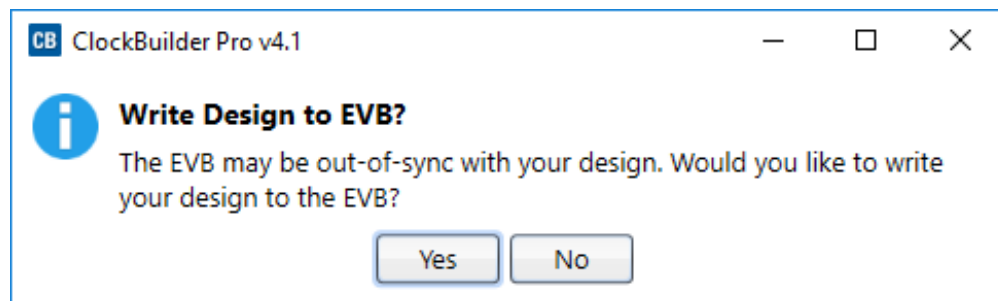 CB ClockBuilder Pro v4.1
Write Design to EVB?
The EVB may be out-of-sync with your design. Would you like to write
your design to the EVB?
Yes No